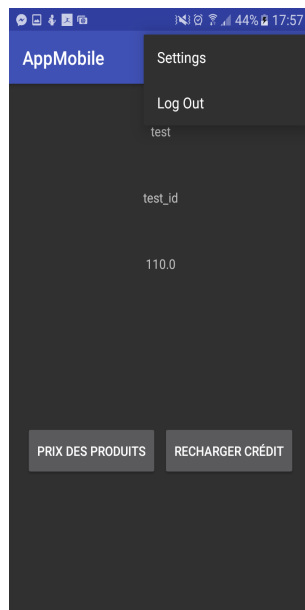 44% 17:57
AppMobile
Settings
Log Out
test
test_id
110.0
PRIX DES PRODUITS RECHARGER CRÉDIT